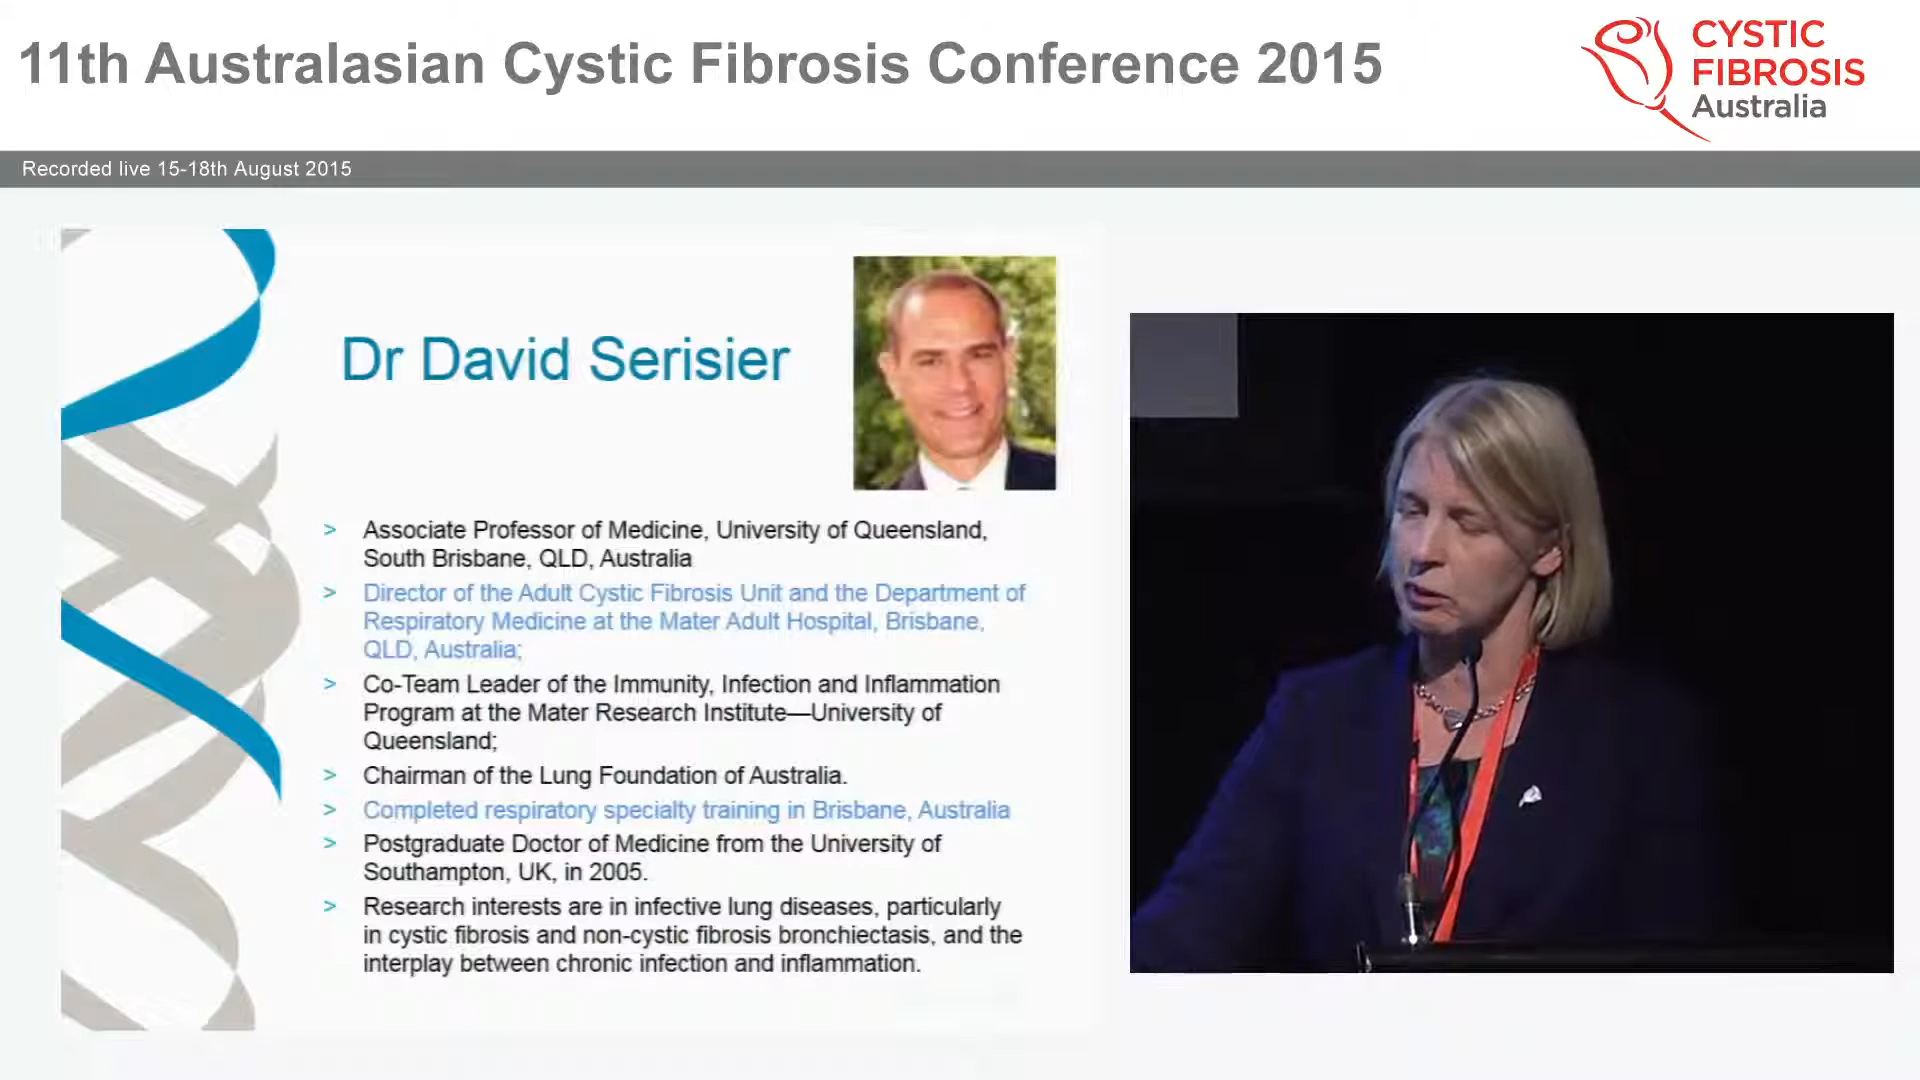 11th Australasian Cystic Fibrosis Conference 2015
CYSTIC
FIBROSIS
Australia
Recorded live 15-18th August 2015
Dr David Serisier
> Associate Professor of Medicine, University of Queensland,
South Brisbane, QLD, Australia
> Director of the Adult Cystic Fibrosis Unit and the Department of
Respiratory Medicine at the Mater Adult Hospital, Brisbane,
QLD, Australia;
> Co-Team Leader of the Immunity, Infection and Inflammation
Program at the Mater Research Institute—University of
Queensland;
> Chairman of the Lung Foundation of Australia.
> Completed respiratory specialty training in Brisbane, Australia
> Postgraduate Doctor of Medicine from the University of
Southampton, UK, in 2005.
> Research interests are in infective lung diseases, particularly
in cystic fibrosis and non-cystic fibrosis bronchiectasis, and the
interplay between chronic infection and inflammation.